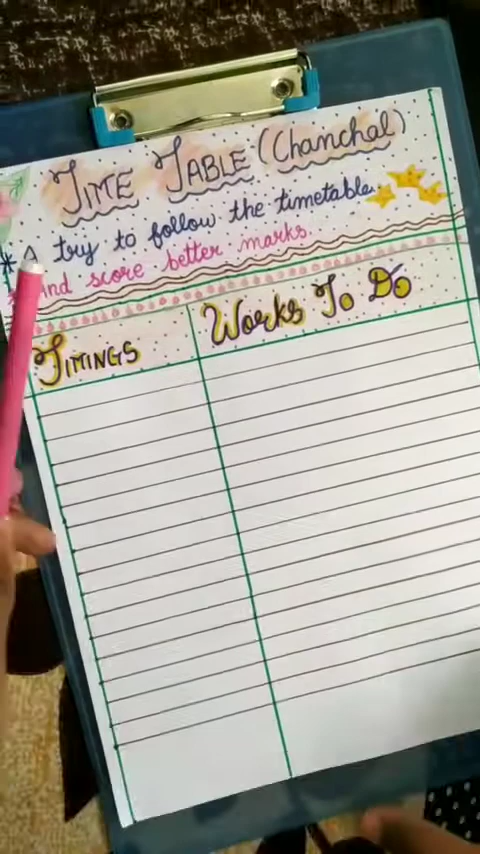 TIME TABLE (Chanchal)
* A try to follow the timetable
and score better marks.
TIMINGS
Works To Do